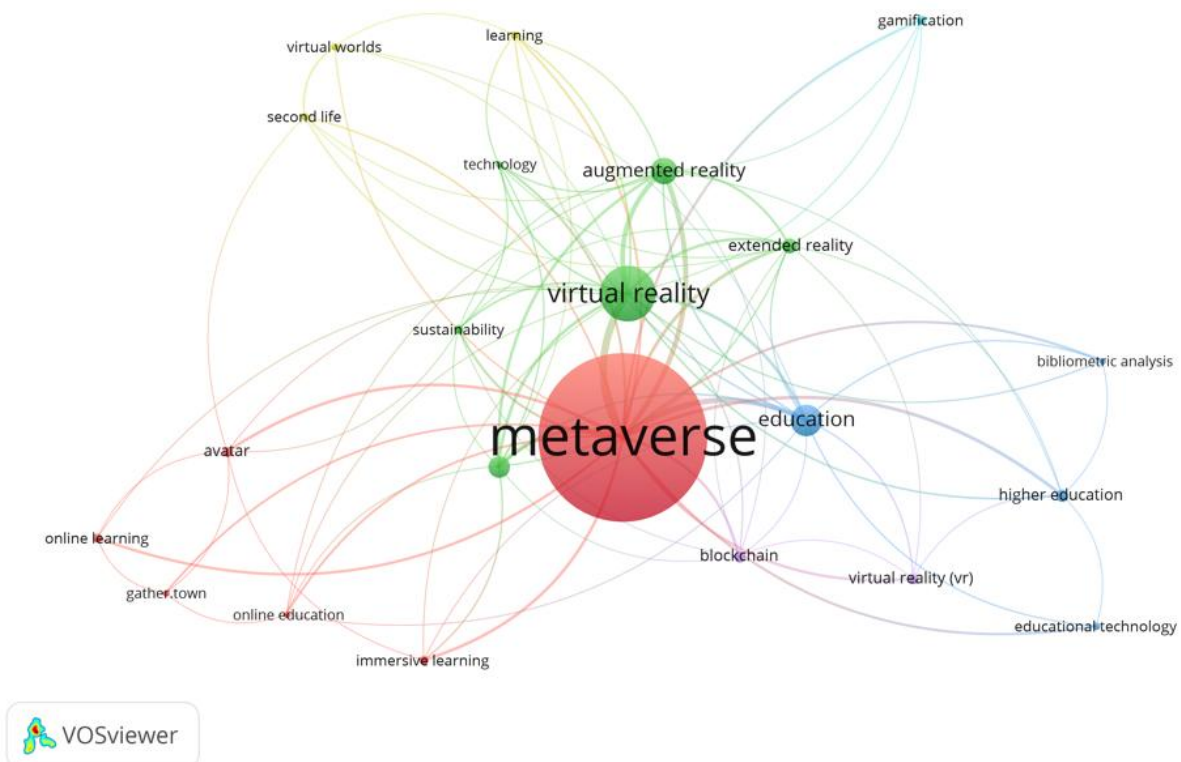 gamification
learning
virtual worlds
second life
technology
augmented reality
extended reality
virtual reality
sustainability
bibliometric analysis
education
metaverse
avatar
higher education
online learning
blockchain
virtual reality (vr)
gather.town
online education
educational technology
immersive learning
VOSviewer